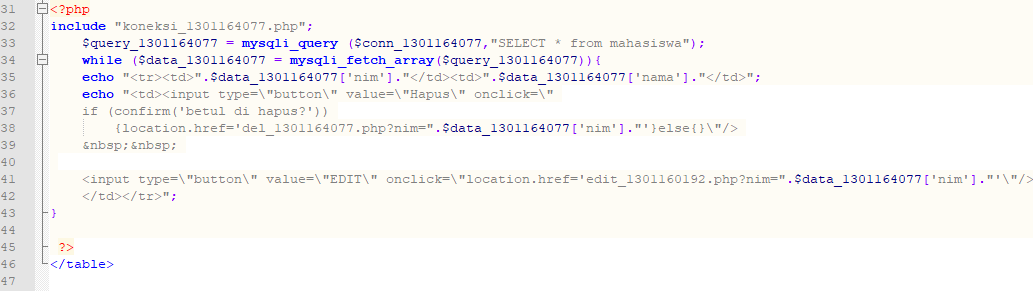 31 <?php
32 include "koneksi_1301164077.php";
33 $query_1301164077 = mysqli_query ($conn_1301164077,"SELECT * from mahasiswa");
34 while ($data_1301164077 = mysqli_fetch_array($query_1301164077)){
35 echo "<tr><td>".$data_1301164077['nim']."</td><td>".$data_1301164077['nama']."</td>";
36 echo "<td><input type=\"button\" value=\"Hapus\" onclick=\"
37 if (confirm('betul di hapus?'))
38 {location.href='del_1301164077.php?nim=".$data_1301164077['nim']."'}else{}\"/>
39 &nbsp;&nbsp;
40
41 <input type=\"button\" value=\"EDIT\" onclick=\"location.href='edit_1301160192.php?nim=".$data_1301164077['nim']."'\"/>
42 </td></tr>";
43 }
44
45 ?>
46 </table>
47